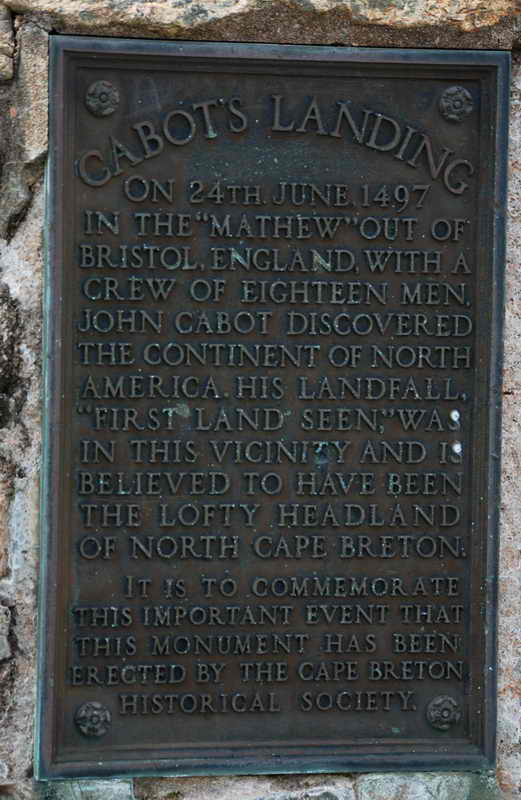 CABOT'S LANDING
ON 24TH. JUNE, 1497
IN THE "MATHEW" OUT OF
BRISTOL, ENGLAND, WITH A
CREW OF EIGHTEEN MEN,
JOHN CABOT DISCOVERED
THE CONTINENT OF NORTH
AMERICA. HIS LANDFALL,
"FIRST LAND SEEN," WAS
IN THIS VICINITY AND IS
BELIEVED TO HAVE BEEN
THE LOFTY HEADLAND
OF NORTH CAPE BRETON.
IT IS TO COMMEMORATE
THIS IMPORTANT EVENT THAT
THIS MONUMENT HAS BEEN
ERECTED BY THE CAPE BRETON
HISTORICAL SOCIETY.